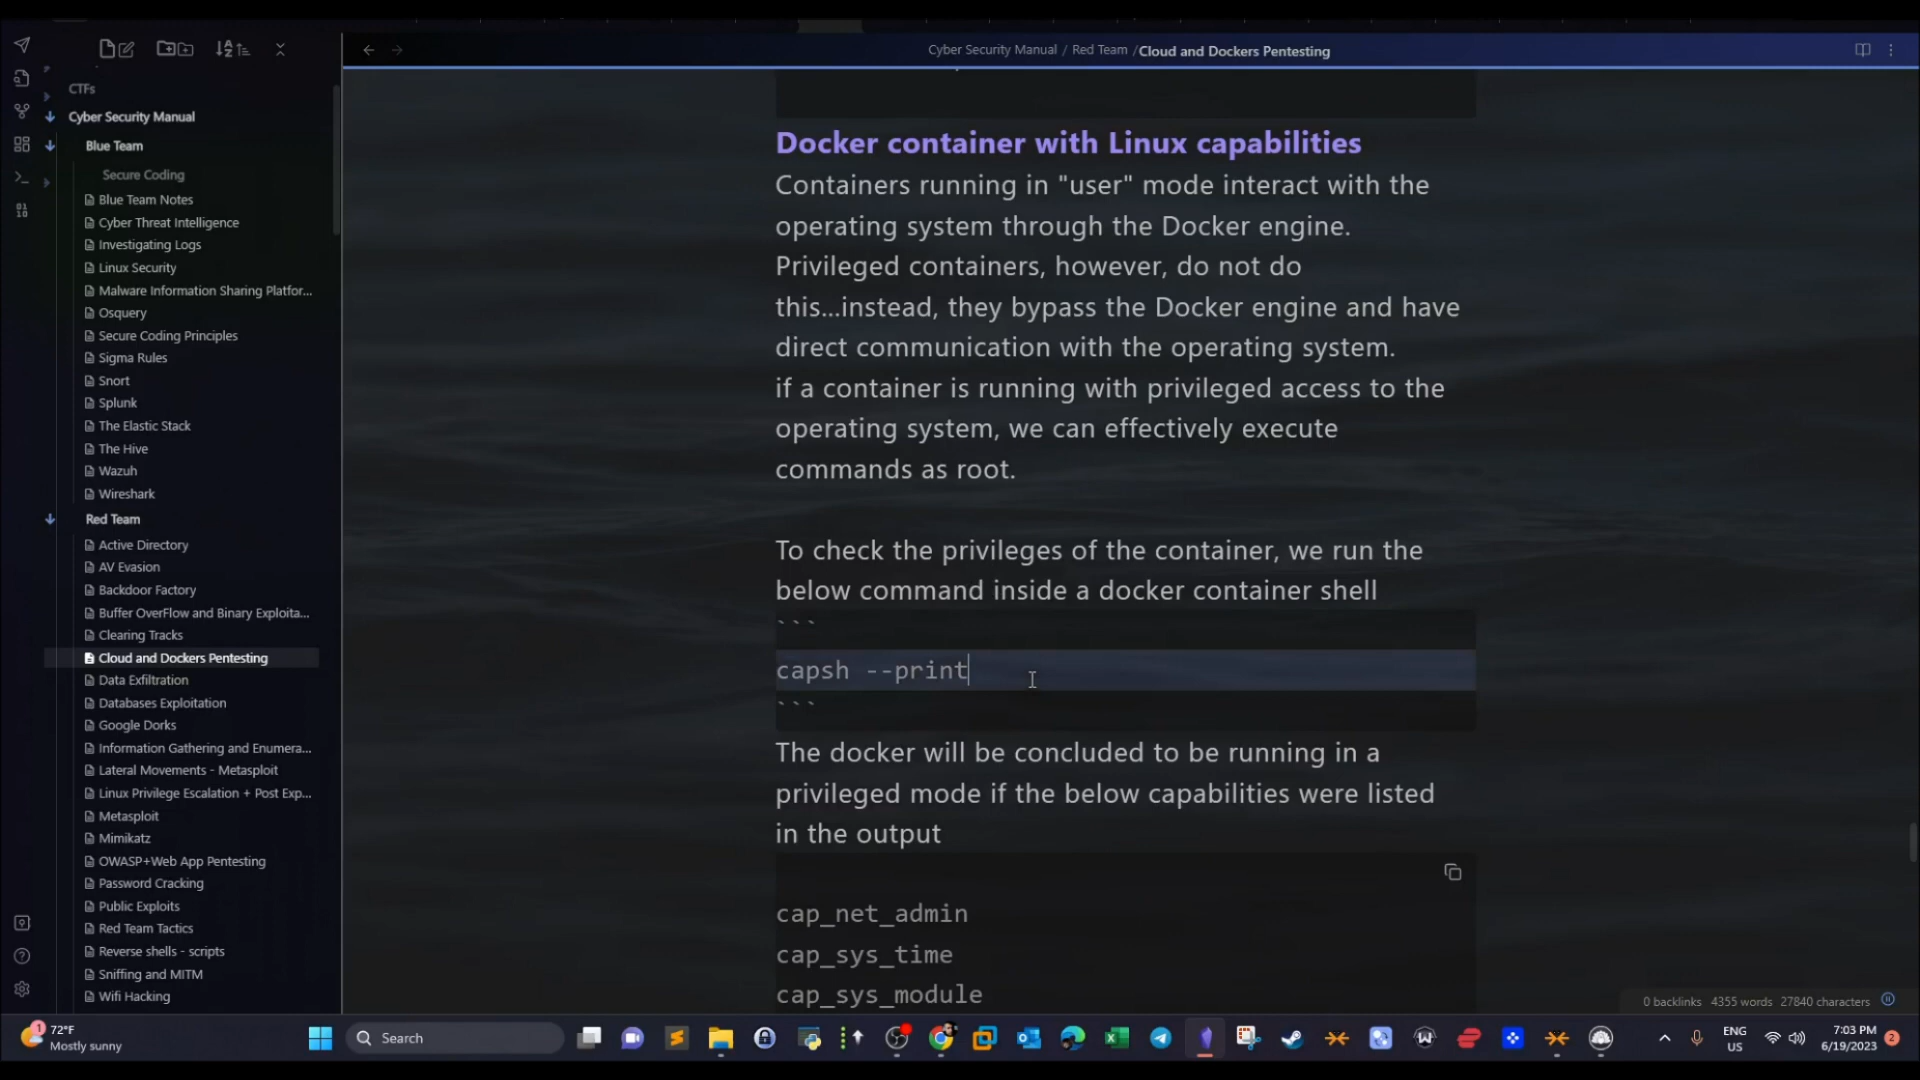 Cyber Security Manual / Red Team / Cloud and Dockers Pentesting
CTFs
Cyber Security Manual
Blue Team
Secure Coding
Blue Team Notes
Cyber Threat Intelligence
Investigating Logs
Linux Security
Malware Information Sharing Platfor...
Osquery
Secure Coding Principles
Sigma Rules
Snort
Splunk
The Elastic Stack
The Hive
Wazuh
Wireshark
Red Team
Active Directory
AV Evasion
Backdoor Factory
Buffer OverFlow and Binary Exploita...
Clearing Tracks
Cloud and Dockers Pentesting
Data Exfiltration
Databases Exploitation
Google Dorks
Information Gathering and Enumera...
Lateral Movements - Metasploit
Linux Privilege Escalation + Post Exp...
Metasploit
Mimikatz
OWASP+Web App Pentesting
Password Cracking
Public Exploits
Red Team Tactics
Reverse shells - scripts
Sniffing and MITM
Wifi Hacking
Docker container with Linux capabilities
Containers running in "user" mode interact with the
operating system through the Docker engine.
Privileged containers, however, do not do
this...instead, they bypass the Docker engine and have
direct communication with the operating system.
if a container is running with privileged access to the
operating system, we can effectively execute
commands as root.
To check the privileges of the container, we run the
below command inside a docker container shell
```
capsh --print
```
The docker will be concluded to be running in a
privileged mode if the below capabilities were listed
in the output
cap_net_admin
cap_sys_time
cap_sys_module
0 backlinks 4355 words 27840 characters
1
72°F
Mostly sunny
Search
ENG
US
7:03 PM
6/19/2023
2